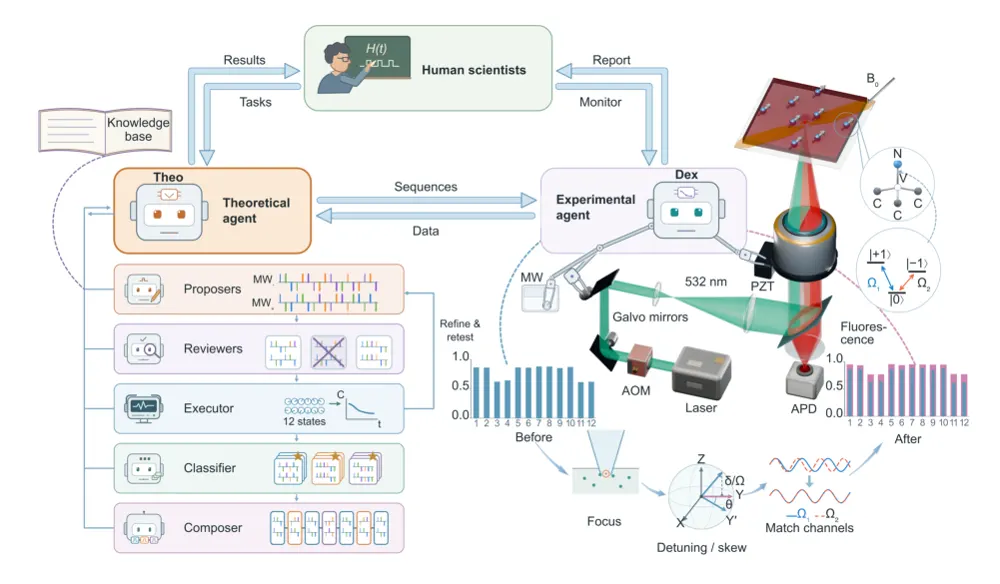 H(t)
Human scientists
Results
Tasks
Report
Monitor
Knowledge
base
Theo
Theoretical
agent
Sequences
Data
Dex
Experimental
agent
B₀
N
V
C
C
C
|+1⟩
|−1⟩
Ω₁
Ω₂
|0⟩
Proposers
MW₋
MW₊
Reviewers
Executor
12 states
C
t
Classifier
Composer
Refine &
retest
MW
PZT
532 nm
Galvo mirrors
AOM
Laser
APD
Fluores-
cence
1.0
0.5
0.0
1 2 3 4 5 6 7 8 9 10 11 12
Before
1.0
0.5
0.0
1 2 3 4 5 6 7 8 9 10 11 12
After
Focus
Z
δ/Ω
Y
θ
X
Y'
Detuning / skew
Ω₁
Ω₂
Match channels